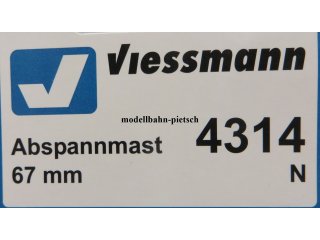 viessmann
modellbahn-pietsch
Abspannmast 4314
67 mm N